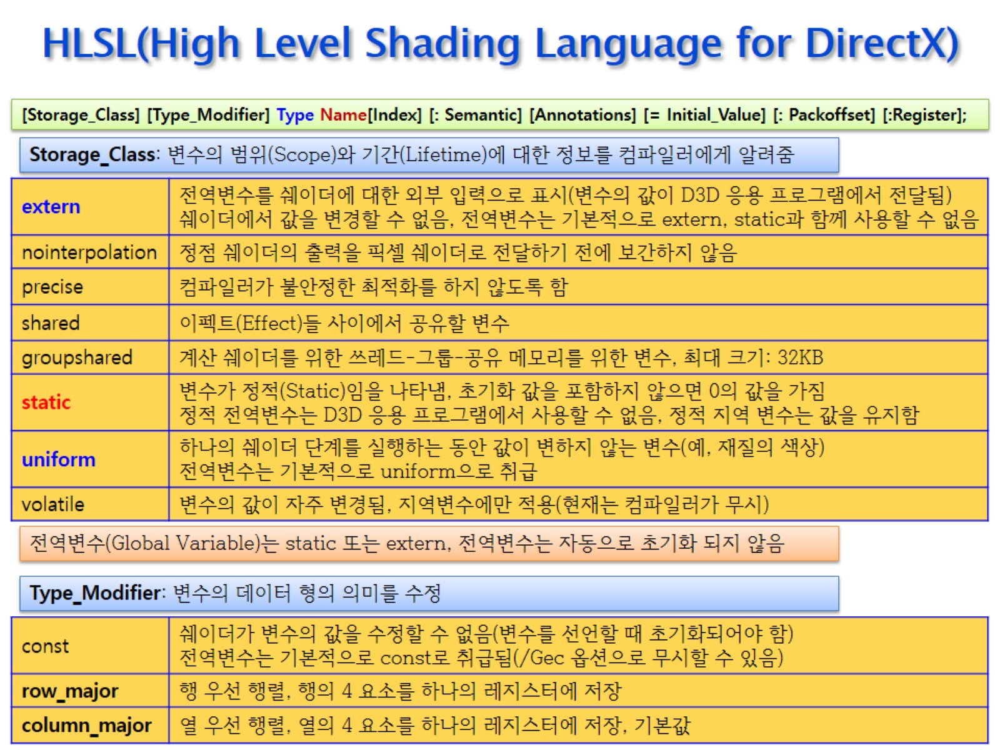 HLSL(High Level Shading Language for DirectX)
[Storage_Class] [Type_Modifier] Type Name[Index] [: Semantic] [Annotations] [= Initial_Value] [: Packoffset] [:Register];
Storage_Class: 변수의 범위(Scope)와 기간(Lifetime)에 대한 정보를 컴파일러에게 알려줌
extern
전역변수를 쉐이더에 대한 외부 입력으로 표시(변수의 값이 D3D 응용 프로그램에서 전달됨)
쉐이더에서 값을 변경할 수 없음, 전역변수는 기본적으로 extern, static과 함께 사용할 수 없음
nointerpolation
정점 쉐이더의 출력을 픽셀 쉐이더로 전달하기 전에 보간하지 않음
precise
컴파일러가 불안정한 최적화를 하지 않도록 함
shared
이펙트(Effect)들 사이에서 공유할 변수
groupshared
계산 쉐이더를 위한 쓰레드-그룹-공유 메모리를 위한 변수, 최대 크기: 32KB
static
변수가 정적(Static)임을 나타냄, 초기화 값을 포함하지 않으면 0의 값을 가짐
정적 전역변수는 D3D 응용 프로그램에서 사용할 수 없음, 정적 지역 변수는 값을 유지함
uniform
하나의 쉐이더 단계를 실행하는 동안 값이 변하지 않는 변수(예, 재질의 색상)
전역변수는 기본적으로 uniform으로 취급
volatile
변수의 값이 자주 변경됨, 지역변수에만 적용(현재는 컴파일러가 무시)
전역변수(Global Variable)는 static 또는 extern, 전역변수는 자동으로 초기화 되지 않음
Type_Modifier: 변수의 데이터 형의 의미를 수정
const
쉐이더가 변수의 값을 수정할 수 없음(변수를 선언할 때 초기화되어야 함)
전역변수는 기본적으로 const로 취급됨(/Gec 옵션으로 무시할 수 있음)
row_major
행 우선 행렬, 행의 4 요소를 하나의 레지스터에 저장
column_major
열 우선 행렬, 열의 4 요소를 하나의 레지스터에 저장, 기본값